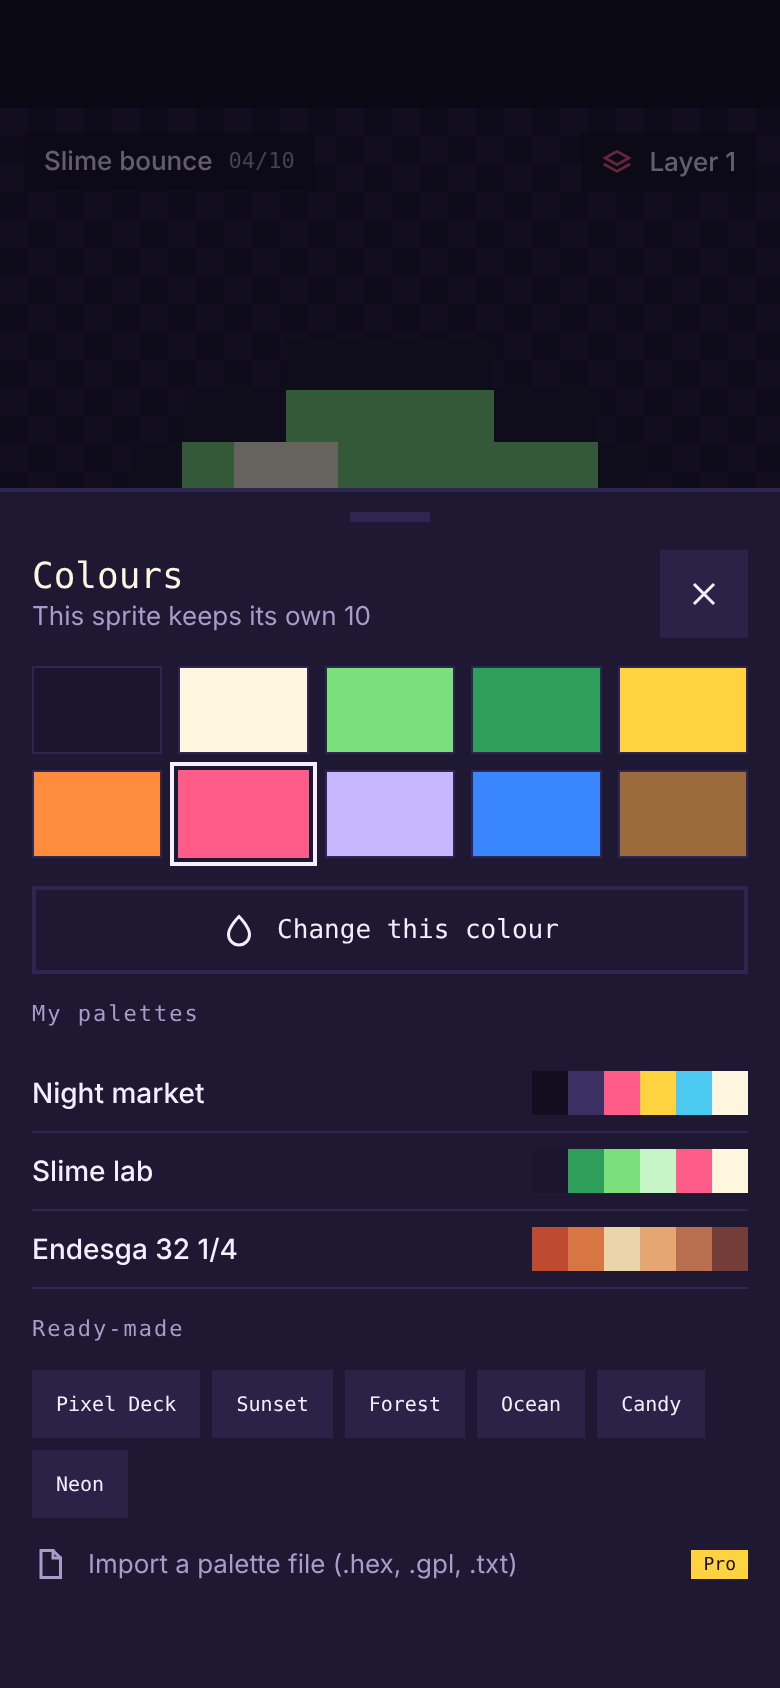 Slime bounce 04/10
Layer 1
Colours
This sprite keeps its own 10
Change this colour
My palettes
Night market
Slime lab
Endesga 32 1/4
Ready-made
Pixel Deck
Sunset
Forest
Ocean
Candy
Neon
Import a palette file (.hex, .gpl, .txt)
Pro